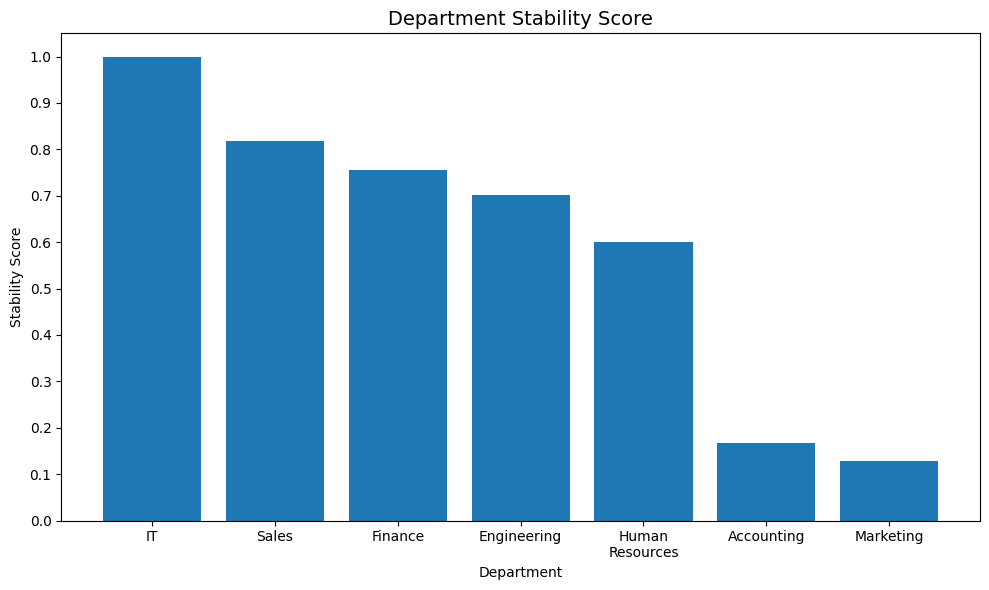 Department Stability Score
Stability Score
1.0
0.9
0.8
0.7
0.6
0.5
0.4
0.3
0.2
0.1
0.0
IT
Sales
Finance
Engineering
Human
Resources
Accounting
Marketing
Department